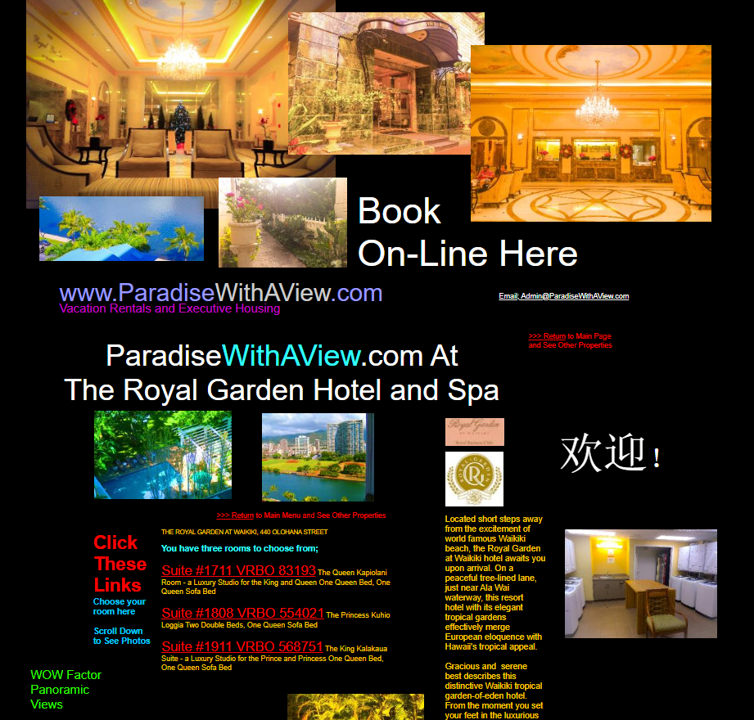 Book
On-Line Here
www.ParadiseWithAView.com
Vacation Rentals and Executive Housing
Email; Admin@ParadiseWithAView.com
>>> Return to Main Page
and See Other Properties
ParadiseWithAView.com At
The Royal Garden Hotel and Spa
Royal Garden
欢迎!
>>> Return to Main Menu and See Other Properties
Click
These
Links
Choose your
room here
Scroll Down
to See Photos
THE ROYAL GARDEN AT WAIKIKI, 440 OLOHANA STREET
You have three rooms to choose from;
Suite #1711 VRBO 83193 The Queen Kapiolani
Room - a Luxury Studio for the King and Queen One Queen Bed, One
Queen Sofa Bed
Suite #1808 VRBO 554021 The Princess Kuhio
Loggia Two Double Beds, One Queen Sofa Bed
Suite #1911 VRBO 568751 The King Kalakaua
Suite - a Luxury Studio for the Prince and Princess One Queen Bed,
One Queen Sofa Bed
WOW Factor
Panoramic
Views
Located short steps away
from the excitement of
world famous Waikiki
beach, the Royal Garden
at Waikiki hotel awaits you
upon arrival. On a
peaceful tree-lined lane,
just near Ala Wai
waterway, this resort
hotel with its elegant
tropical gardens
effectively merge
European eloquence with
Hawaii's tropical appeal.
Gracious and serene
best describes this
distinctive Waikiki tropical
garden-of-eden hotel.
From the moment you set
your feet in the luxurious